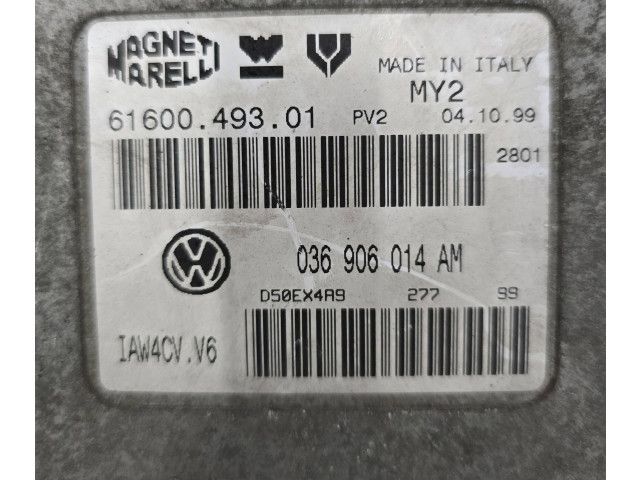 MAGNETI
MARELLI
MADE IN ITALY
MY2
61600.493.01 PV2 04.10.99
2801
036 906 014 AM
D50EX4A9 277 99
IAW4CV.V6